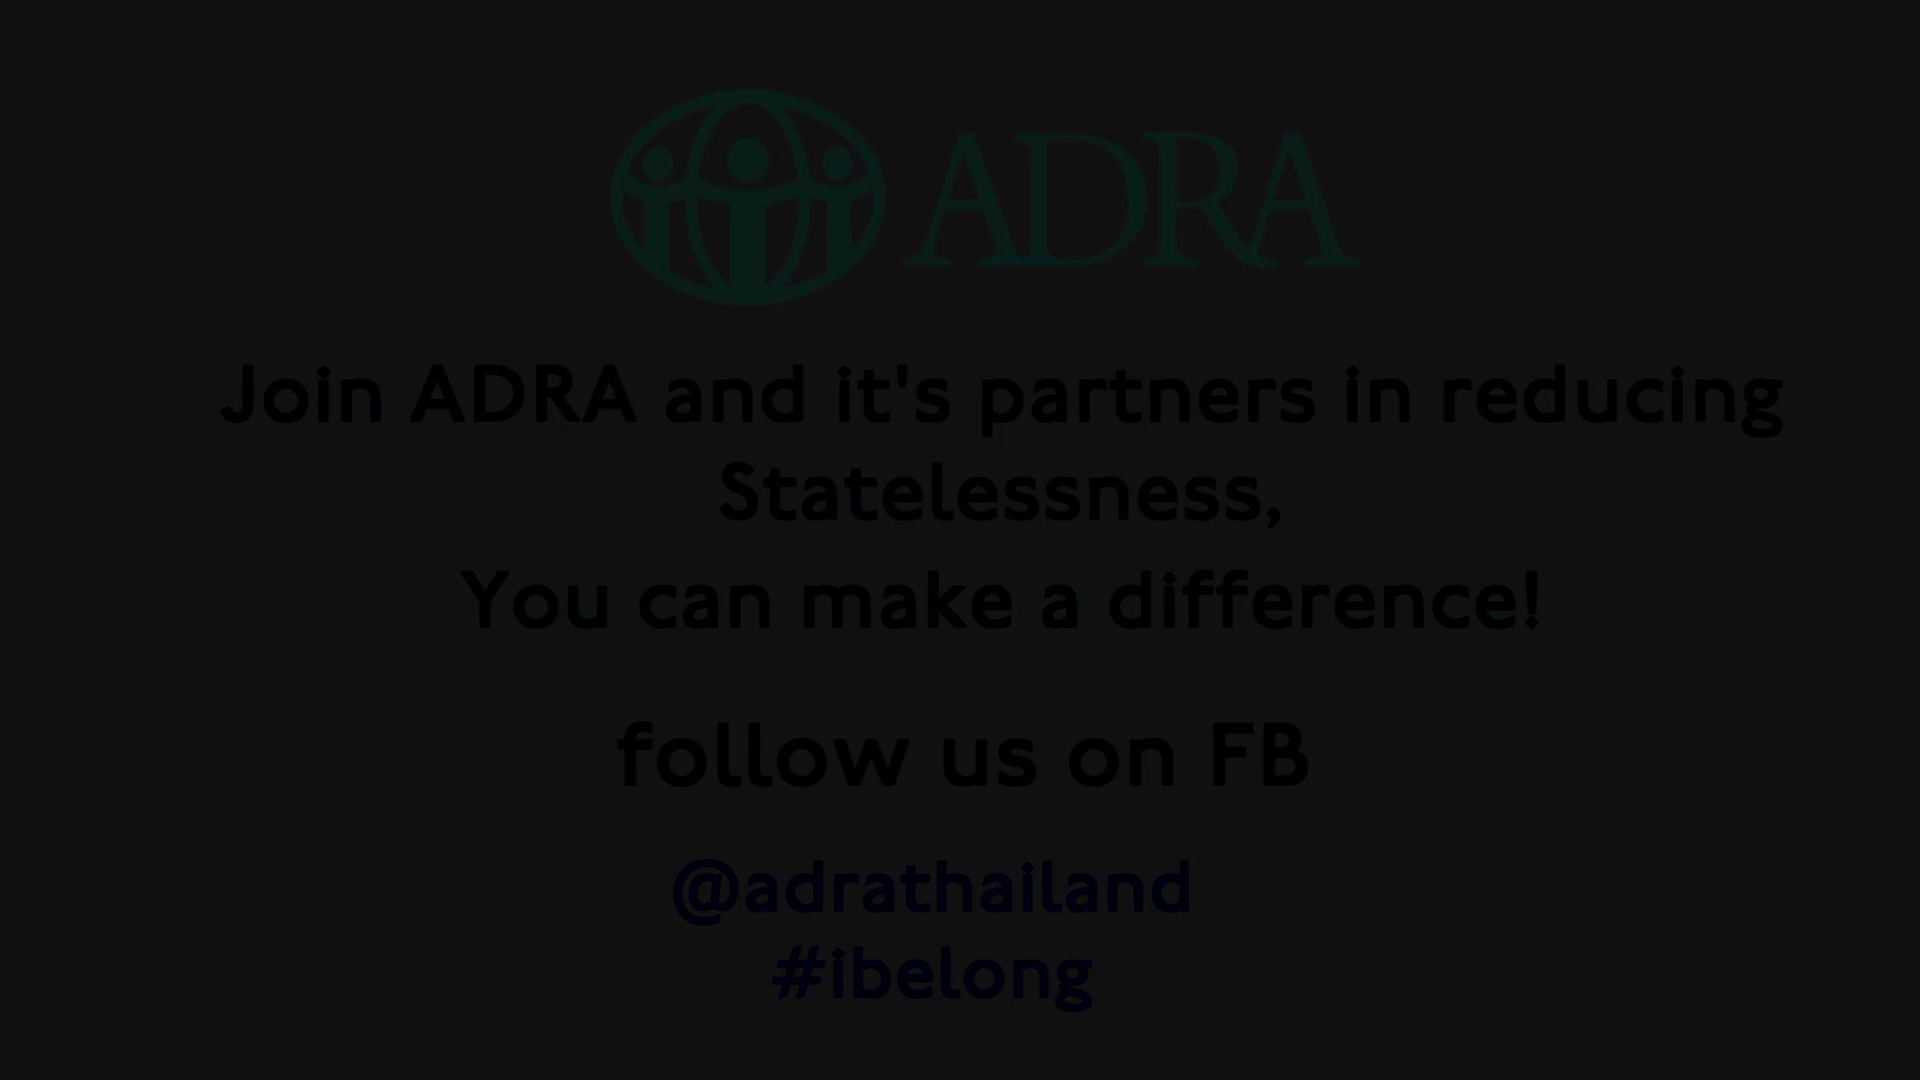 ADRA
Join ADRA and it's partners in reducing
Statelessness,
You can make a difference!
follow us on FB
@adrathailand
#ibelong